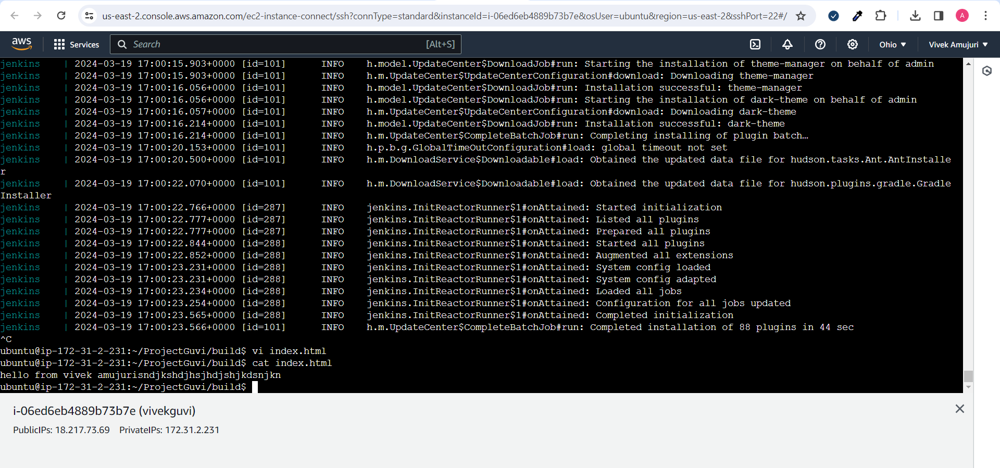 us-east-2.console.aws.amazon.com/ec2-instance-connect/ssh?connType=standard&instanceId=i-06ed6eb4889b73b7e&osUser=ubuntu&region=us-east-2&sshPort=22#/
A
aws Services Search [Alt+S] Ohio ▼ Vivek Amujuri ▼
jenkins | 2024-03-19 17:00:15.903+0000 [id=101] INFO h.model.UpdateCenter$DownloadJob#run: Starting the installation of theme-manager on behalf of admin
jenkins | 2024-03-19 17:00:15.903+0000 [id=101] INFO h.m.UpdateCenter$UpdateCenterConfiguration#download: Downloading theme-manager
jenkins | 2024-03-19 17:00:16.056+0000 [id=101] INFO h.model.UpdateCenter$DownloadJob#run: Installation successful: theme-manager
jenkins | 2024-03-19 17:00:16.056+0000 [id=101] INFO h.model.UpdateCenter$DownloadJob#run: Starting the installation of dark-theme on behalf of admin
jenkins | 2024-03-19 17:00:16.057+0000 [id=101] INFO h.m.UpdateCenter$UpdateCenterConfiguration#download: Downloading dark-theme
jenkins | 2024-03-19 17:00:16.214+0000 [id=101] INFO h.model.UpdateCenter$DownloadJob#run: Installation successful: dark-theme
jenkins | 2024-03-19 17:00:16.214+0000 [id=101] INFO h.m.UpdateCenter$CompleteBatchJob#run: Completing installing of plugin batch…
jenkins | 2024-03-19 17:00:20.153+0000 [id=101] INFO h.p.b.g.GlobalTimeOutConfiguration#load: global timeout not set
jenkins | 2024-03-19 17:00:20.500+0000 [id=101] INFO h.m.DownloadService$Downloadable#load: Obtained the updated data file for hudson.tasks.Ant.AntInstalle
r
jenkins | 2024-03-19 17:00:22.070+0000 [id=101] INFO h.m.DownloadService$Downloadable#load: Obtained the updated data file for hudson.plugins.gradle.Gradle
Installer
jenkins | 2024-03-19 17:00:22.766+0000 [id=287] INFO jenkins.InitReactorRunner$1#onAttained: Started initialization
jenkins | 2024-03-19 17:00:22.777+0000 [id=287] INFO jenkins.InitReactorRunner$1#onAttained: Listed all plugins
jenkins | 2024-03-19 17:00:22.777+0000 [id=287] INFO jenkins.InitReactorRunner$1#onAttained: Prepared all plugins
jenkins | 2024-03-19 17:00:22.844+0000 [id=288] INFO jenkins.InitReactorRunner$1#onAttained: Started all plugins
jenkins | 2024-03-19 17:00:22.852+0000 [id=288] INFO jenkins.InitReactorRunner$1#onAttained: Augmented all extensions
jenkins | 2024-03-19 17:00:23.231+0000 [id=288] INFO jenkins.InitReactorRunner$1#onAttained: System config loaded
jenkins | 2024-03-19 17:00:23.231+0000 [id=288] INFO jenkins.InitReactorRunner$1#onAttained: System config adapted
jenkins | 2024-03-19 17:00:23.234+0000 [id=288] INFO jenkins.InitReactorRunner$1#onAttained: Loaded all jobs
jenkins | 2024-03-19 17:00:23.254+0000 [id=288] INFO jenkins.InitReactorRunner$1#onAttained: Configuration for all jobs updated
jenkins | 2024-03-19 17:00:23.565+0000 [id=288] INFO jenkins.InitReactorRunner$1#onAttained: Completed initialization
jenkins | 2024-03-19 17:00:23.566+0000 [id=101] INFO h.m.UpdateCenter$CompleteBatchJob#run: Completed installation of 88 plugins in 44 sec
^C
ubuntu@ip-172-31-2-231:~/ProjectGuvi/build$ vi index.html
ubuntu@ip-172-31-2-231:~/ProjectGuvi/build$ cat index.html
hello from vivek amujurisndjkshdjhsjhdjshjkdsnjkn
ubuntu@ip-172-31-2-231:~/ProjectGuvi/build$
i-06ed6eb4889b73b7e (vivekguvi)
PublicIPs: 18.217.73.69 PrivateIPs: 172.31.2.231